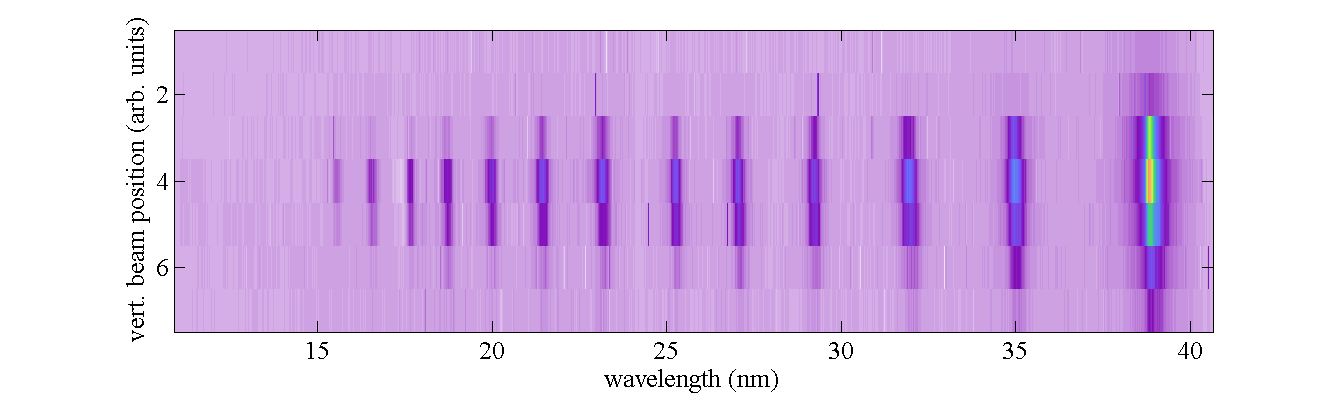 vert. beam position (arb. units)
2
4
6
15 20 25 30 35 40
wavelength (nm)